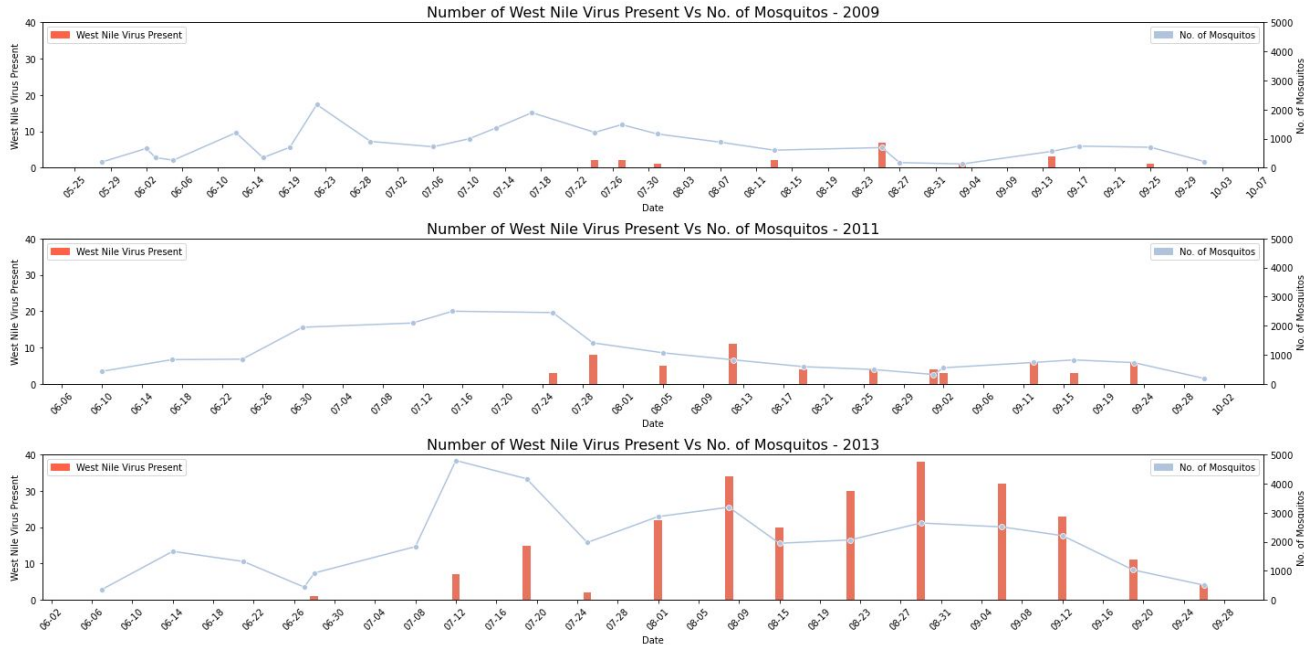 Number of West Nile Virus Present Vs No. of Mosquitos - 2009
West Nile Virus Present
No. of Mosquitos
West Nile Virus Present
40
30
20
10
0
5000
4000
3000
2000
1000
0
No. of Mosquitos
05-25 05-29 06-02 06-06 06-10 06-14 06-19 06-23 06-28 07-02 07-06 07-10 07-14 07-18 07-22 07-26 07-30 08-03 08-07 08-11 08-15 08-19 08-23 08-27 08-31 09-04 09-09 09-13 09-17 09-21 09-25 09-29 10-03 10-07
Date
Number of West Nile Virus Present Vs No. of Mosquitos - 2011
West Nile Virus Present
No. of Mosquitos
West Nile Virus Present
40
30
20
10
0
5000
4000
3000
2000
1000
0
No. of Mosquitos
06-06 06-10 06-14 06-18 06-22 06-26 06-30 07-04 07-08 07-12 07-15 07-20 07-24 07-28 08-01 08-05 08-09 08-13 08-18 08-21 08-25 08-29 09-02 09-06 09-11 09-15 09-19 09-24 09-28 10-02
Date
Number of West Nile Virus Present Vs No. of Mosquitos - 2013
West Nile Virus Present
No. of Mosquitos
West Nile Virus Present
40
30
20
10
0
5000
4000
3000
2000
1000
0
No. of Mosquitos
06-02 06-06 06-10 06-14 06-22 06-26 06-30 07-04 07-08 07-12 07-16 07-20 07-24 07-28 08-01 08-05 08-09 08-15 08-19 08-23 08-27 08-31 09-04 09-08 09-12 09-16 09-20 09-24 09-28
Date